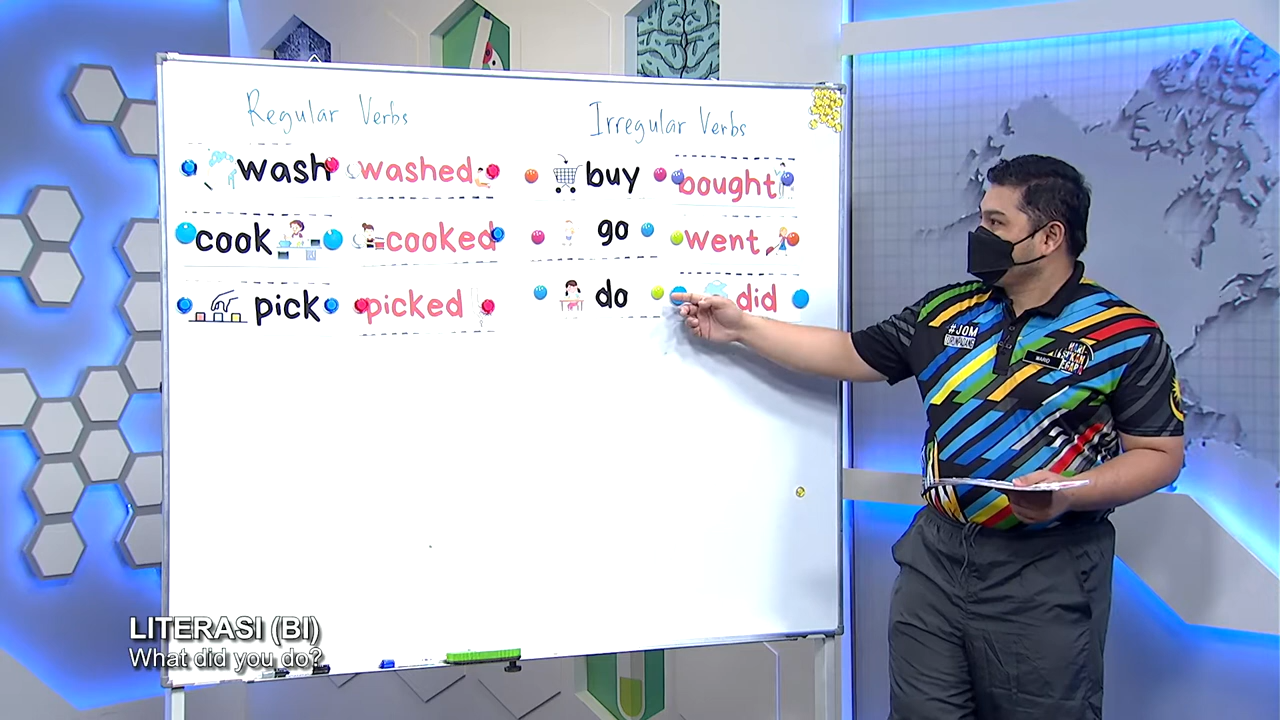 Regular Verbs
Irregular Verbs
wash washed
buy bought
cook cooked
go went
pick picked
do did
#JOM
MARIO
LITERASI (BI)
What did you do?